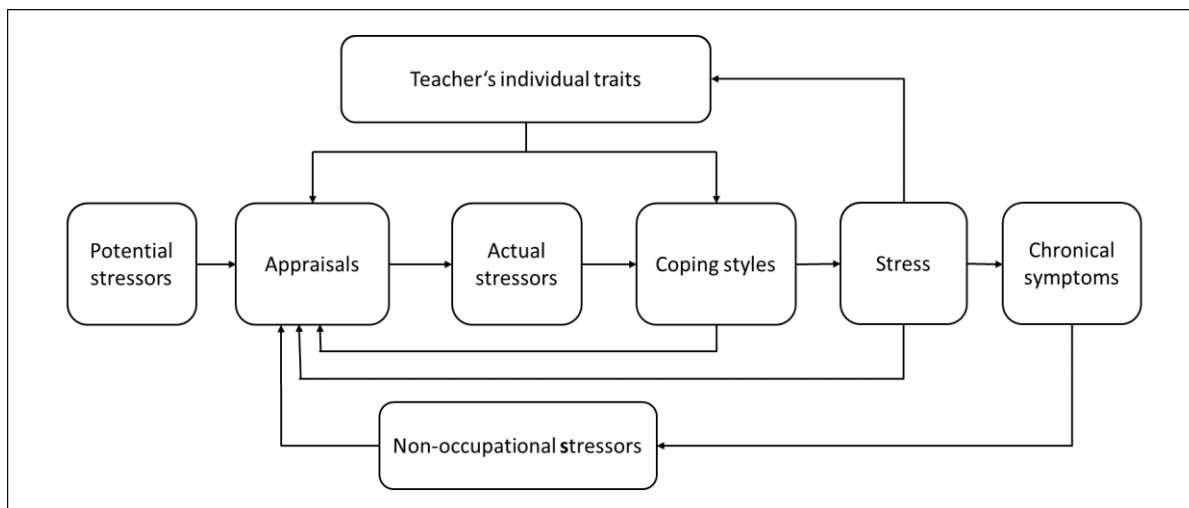 Teacher‘s individual traits
Potential
stressors
Appraisals
Actual
stressors
Coping styles
Stress
Chronical
symptoms
Non-occupational stressors